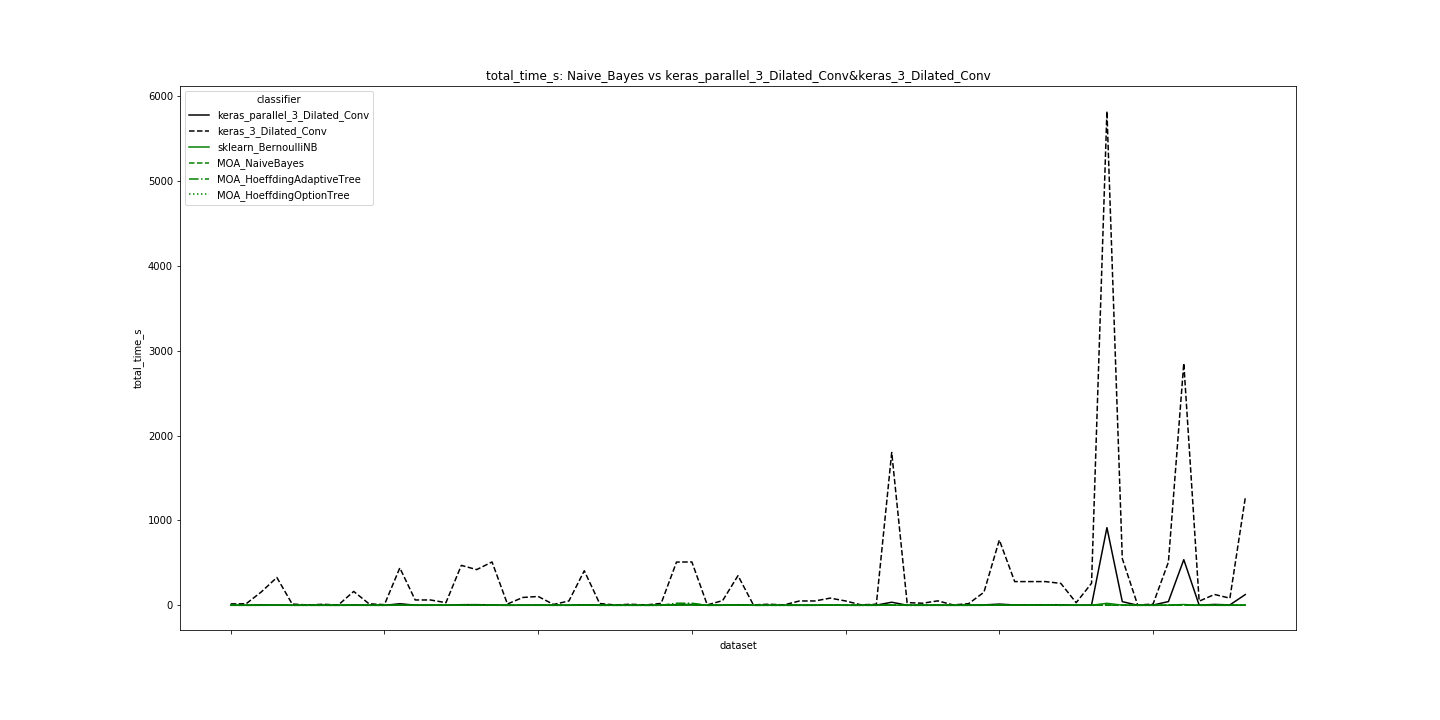 total_time_s: Naive_Bayes vs keras_parallel_3_Dilated_Conv&keras_3_Dilated_Conv
classifier
keras_parallel_3_Dilated_Conv
keras_3_Dilated_Conv
sklearn_BernoulliNB
MOA_NaiveBayes
MOA_HoeffdingAdaptiveTree
MOA_HoeffdingOptionTree
6000
5000
4000
3000
2000
1000
0
total_time_s
dataset